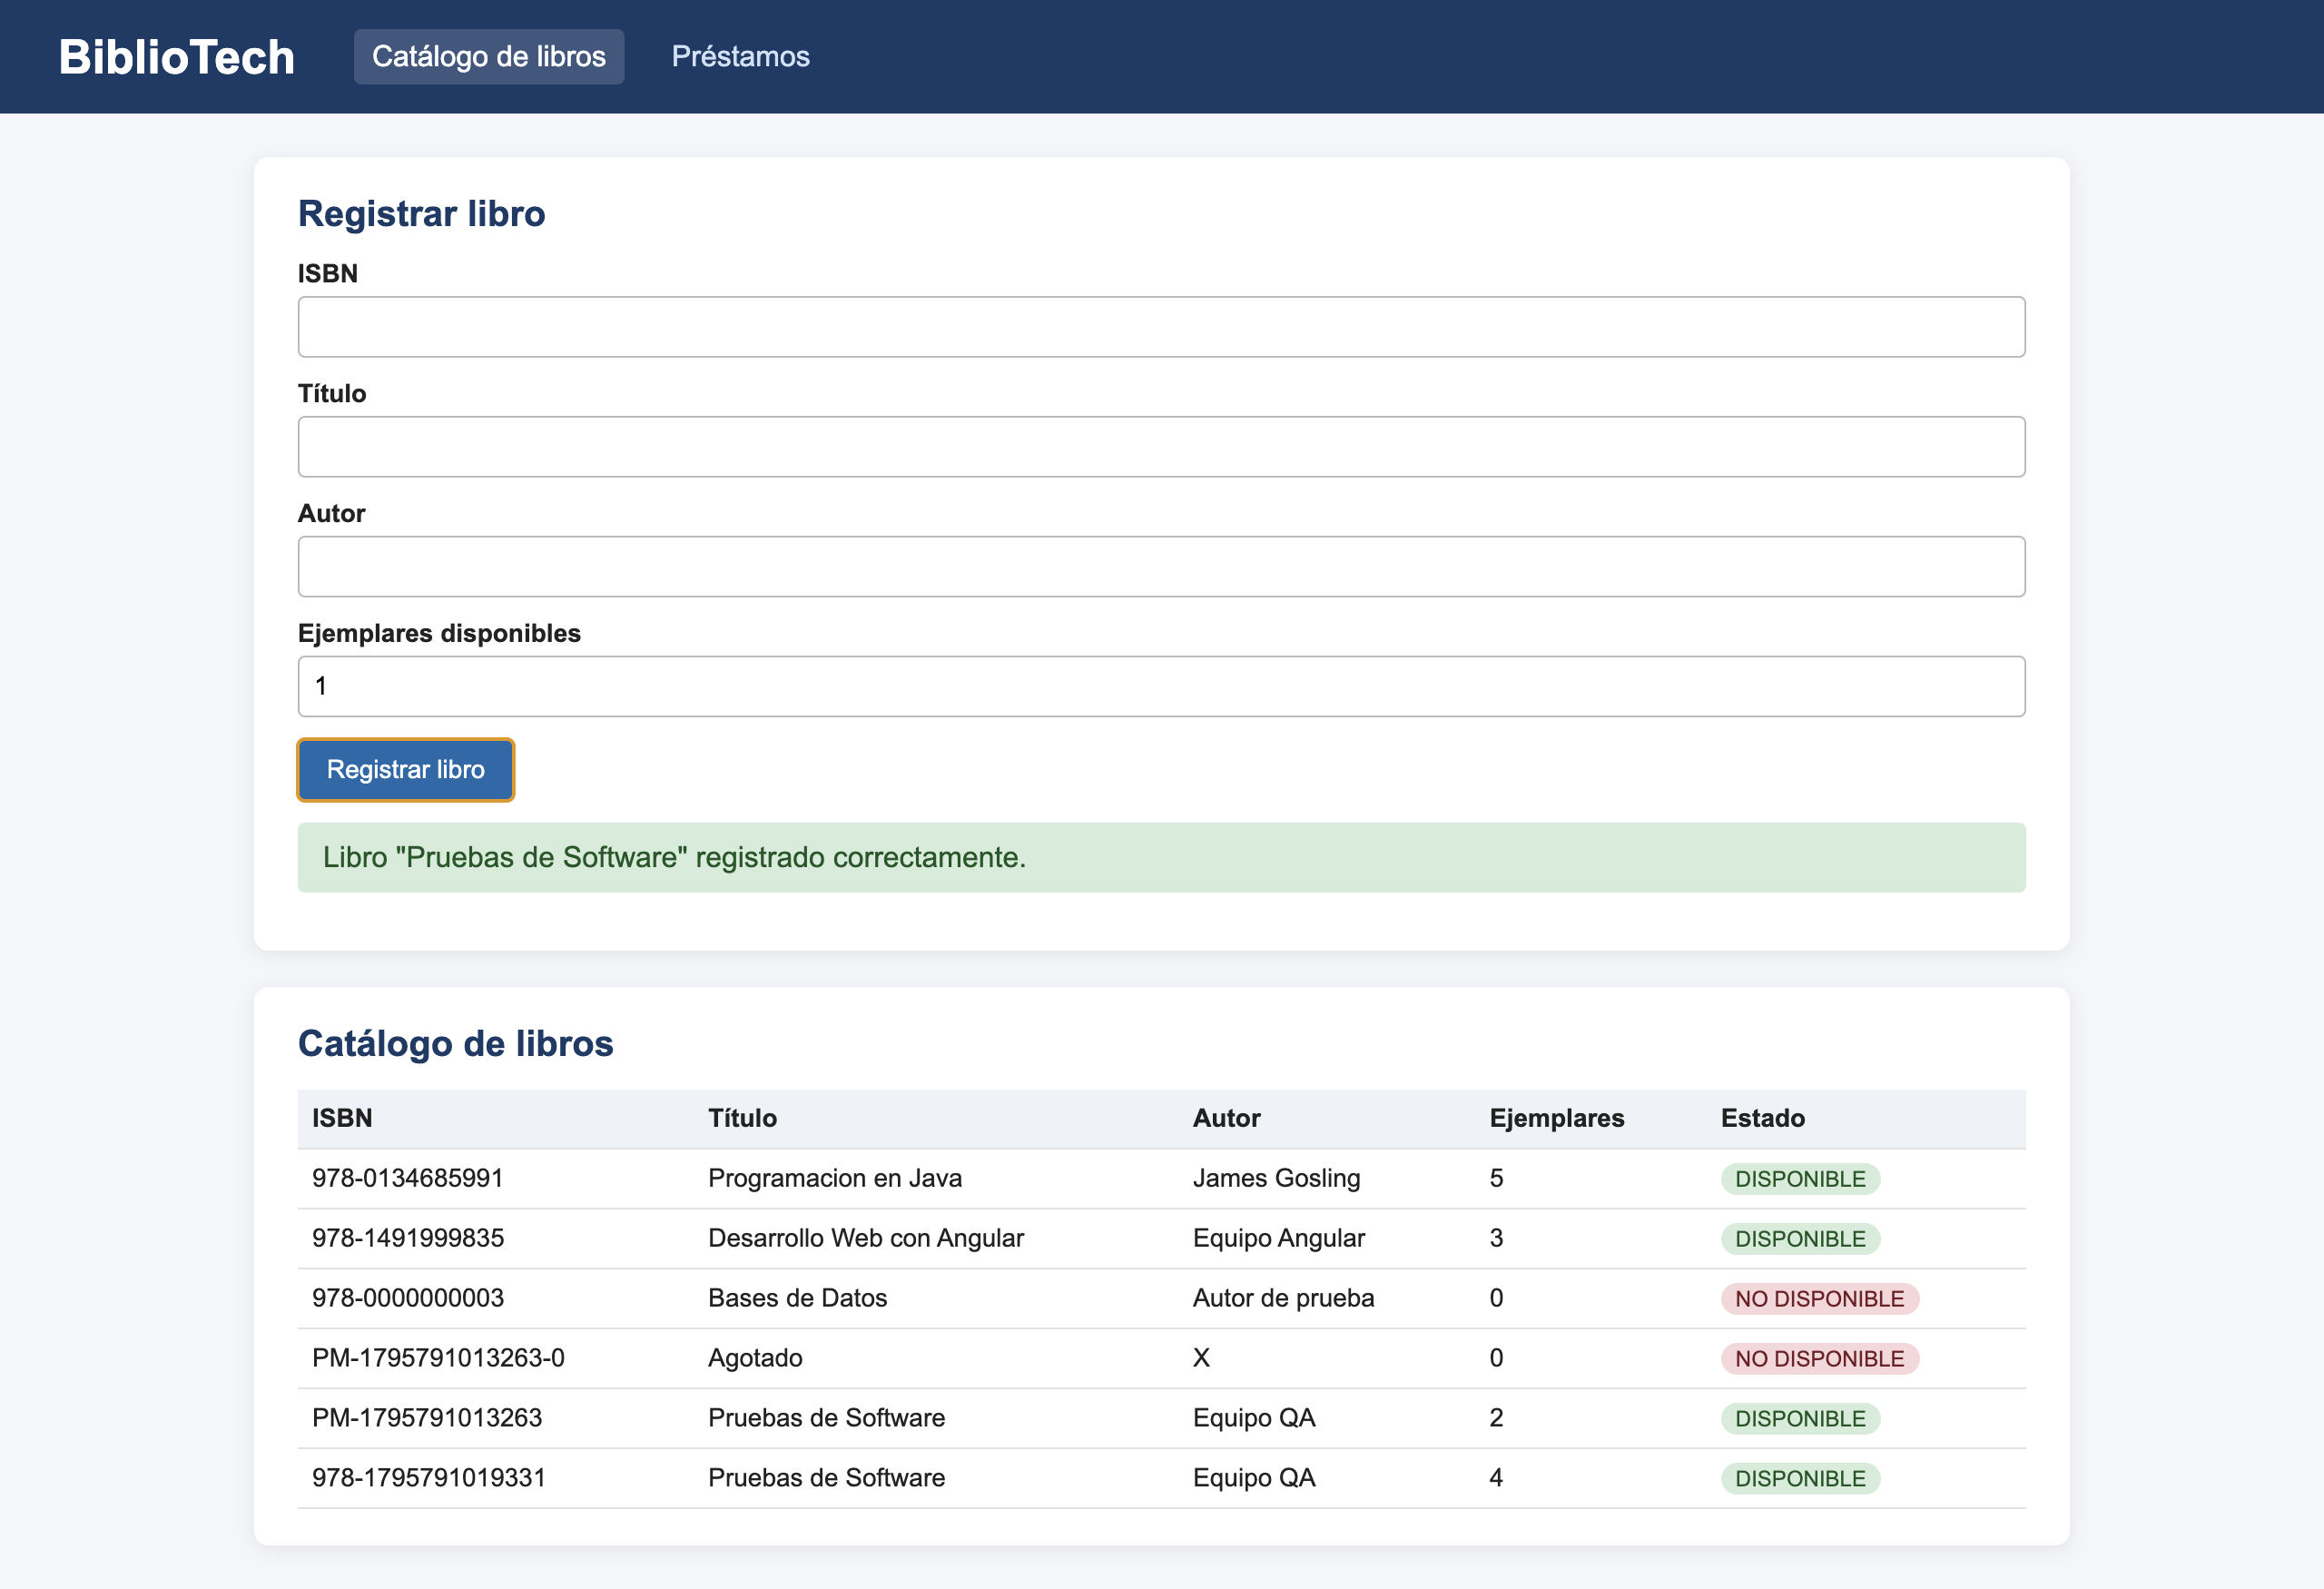 BiblioTech Catálogo de libros Préstamos
Registrar libro
ISBN
Título
Autor
Ejemplares disponibles
1
Registrar libro
Libro "Pruebas de Software" registrado correctamente.
Catálogo de libros
ISBN Título Autor Ejemplares Estado
978-0134685991 Programacion en Java James Gosling 5 DISPONIBLE
978-1491999835 Desarrollo Web con Angular Equipo Angular 3 DISPONIBLE
978-0000000003 Bases de Datos Autor de prueba 0 NO DISPONIBLE
PM-1795791013263-0 Agotado X 0 NO DISPONIBLE
PM-1795791013263 Pruebas de Software Equipo QA 2 DISPONIBLE
978-1795791019331 Pruebas de Software Equipo QA 4 DISPONIBLE